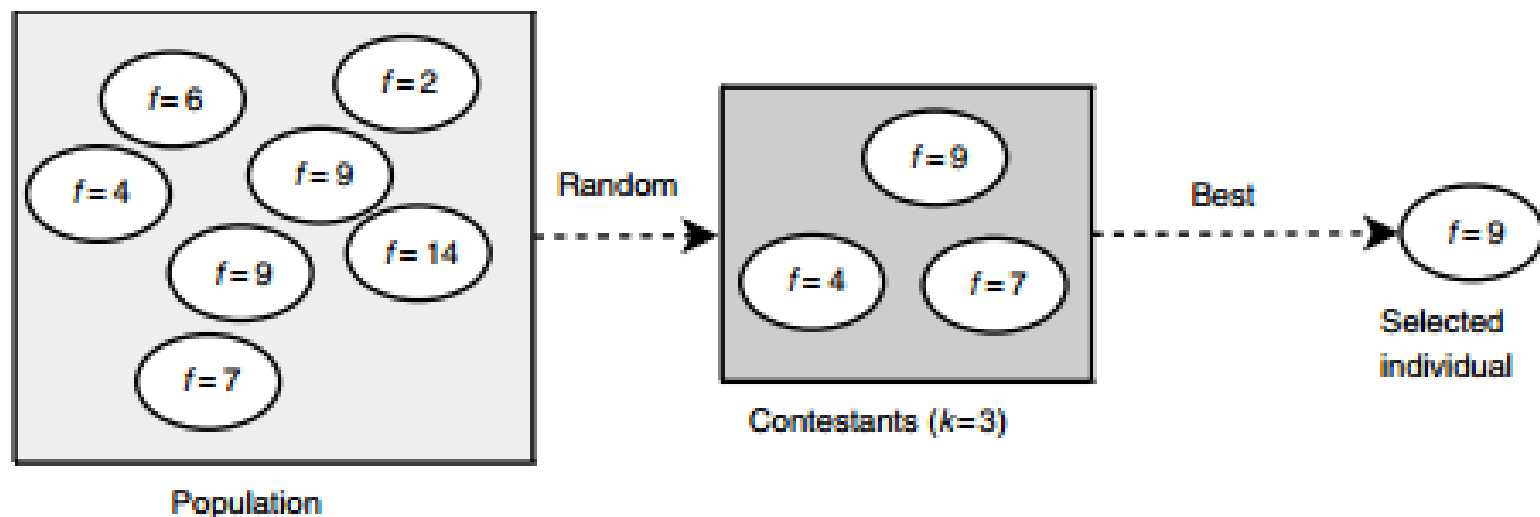 f=6
f=2
f=4
f=9
f=14
f=9
f=7
Population
Random
f=9
f=4
f=7
Contestants (k=3)
Best
f=9
Selected
individual